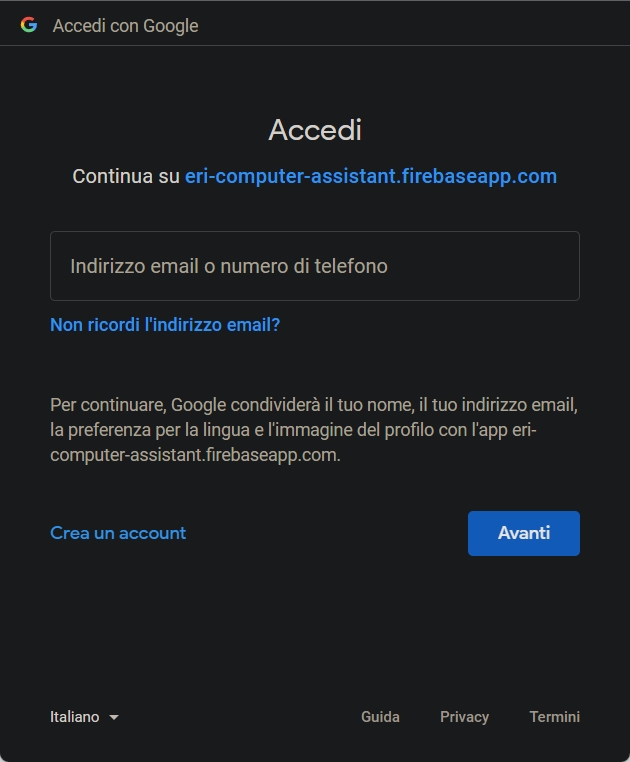 Accedi con Google
Accedi
Continua su eri-computer-assistant.firebaseapp.com
Indirizzo email o numero di telefono
Non ricordi l'indirizzo email?
Per continuare, Google condividerà il tuo nome, il tuo indirizzo email,
la preferenza per la lingua e l'immagine del profilo con l'app eri-
computer-assistant.firebaseapp.com.
Crea un account
Avanti
Italiano
Guida
Privacy
Termini